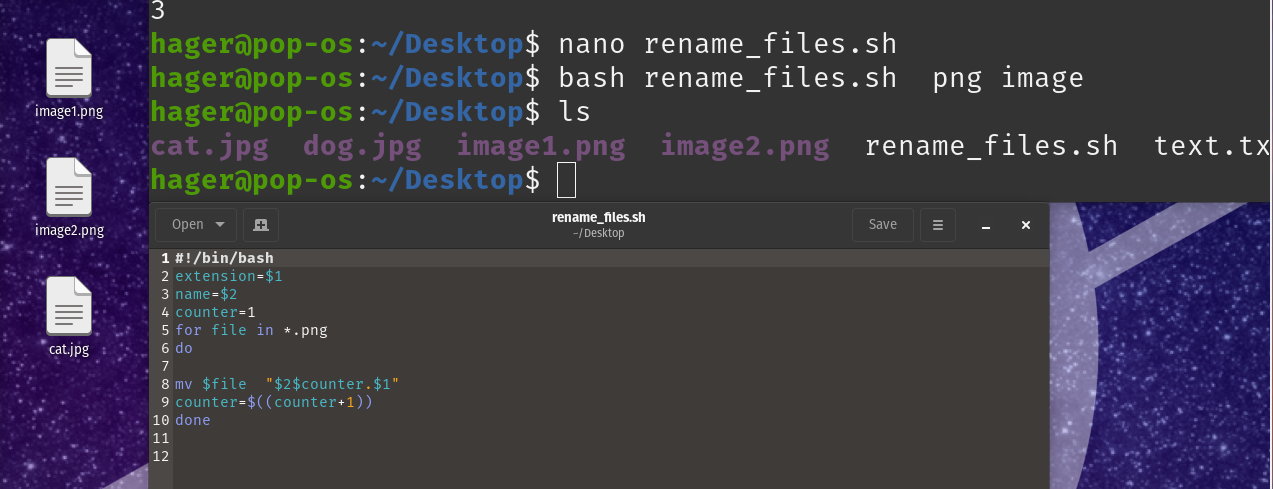 3
hager@pop-os:~/Desktop$ nano rename_files.sh
hager@pop-os:~/Desktop$ bash rename_files.sh  png image
hager@pop-os:~/Desktop$ ls
cat.jpg  dog.jpg  image1.png  image2.png  rename_files.sh  text.tx
hager@pop-os:~/Desktop$
image1.png
image2.png
cat.jpg
Open rename_files.sh Save
~/Desktop
1 #!/bin/bash
2 extension=$1
3 name=$2
4 counter=1
5 for file in *.png
6 do
7
8 mv $file  "$2$counter.$1"
9 counter=$((counter+1))
10 done
11
12